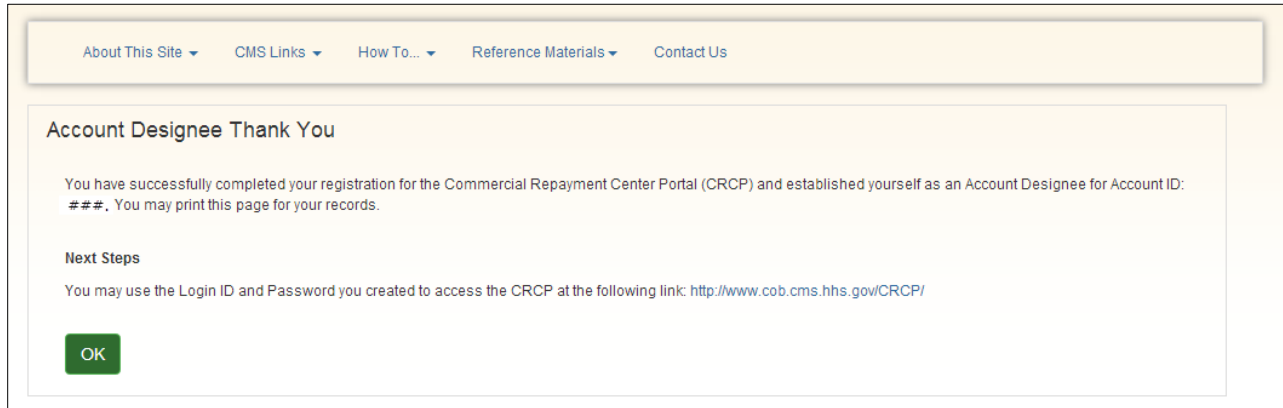 About This Site CMS Links How To... Reference Materials Contact Us
Account Designee Thank You
You have successfully completed your registration for the Commercial Repayment Center Portal (CRCP) and established yourself as an Account Designee for Account ID:
###. You may print this page for your records.
Next Steps
You may use the Login ID and Password you created to access the CRCP at the following link: http://www.cob.cms.hhs.gov/CRCP/
OK